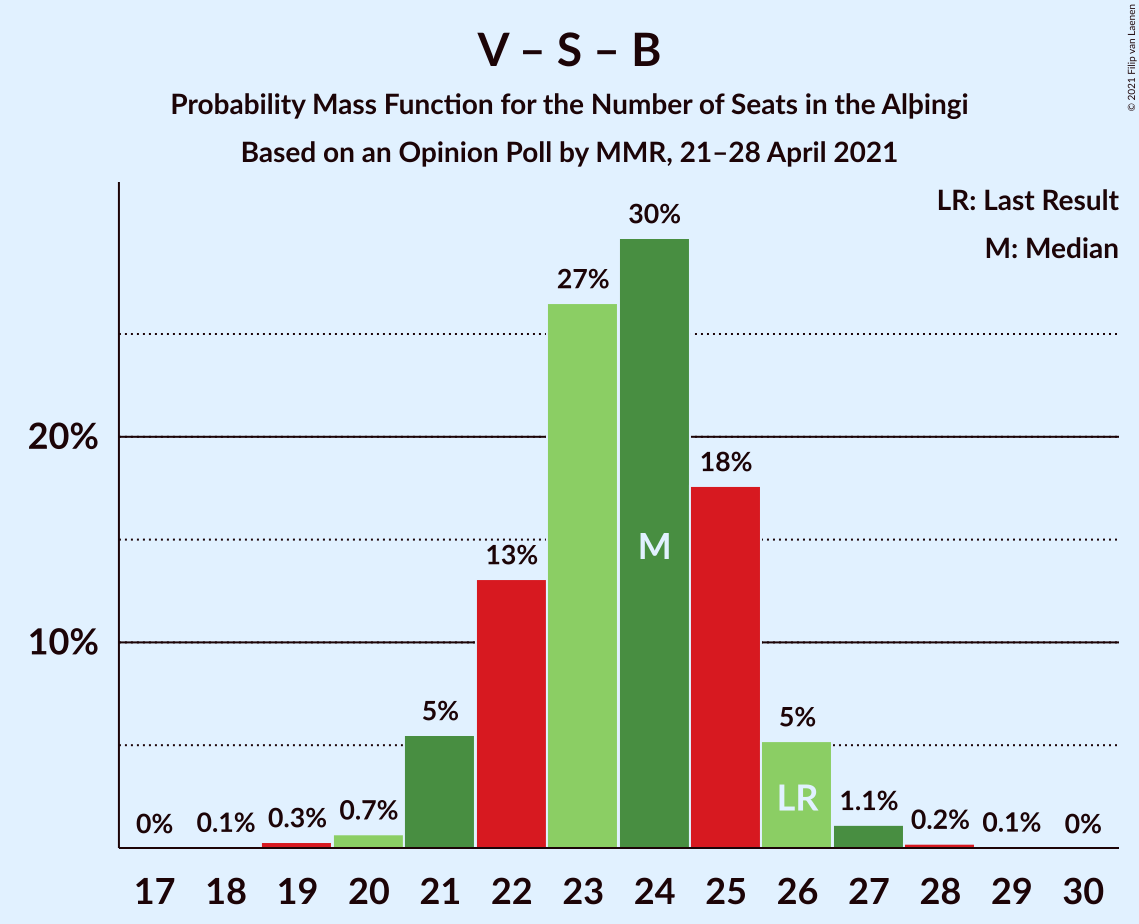 V – S – B
Probability Mass Function for the Number of Seats in the Alþingi
Based on an Opinion Poll by MMR, 21–28 April 2021
© 2021 Filip van Laenen
LR: Last Result
M: Median
30%
27%
20%
18%
M
13%
10%
5%
5%
LR
0%
0.1%
0.3%
0.7%
1.1%
0.2%
0.1%
0%
17 18 19 20 21 22 23 24 25 26 27 28 29 30